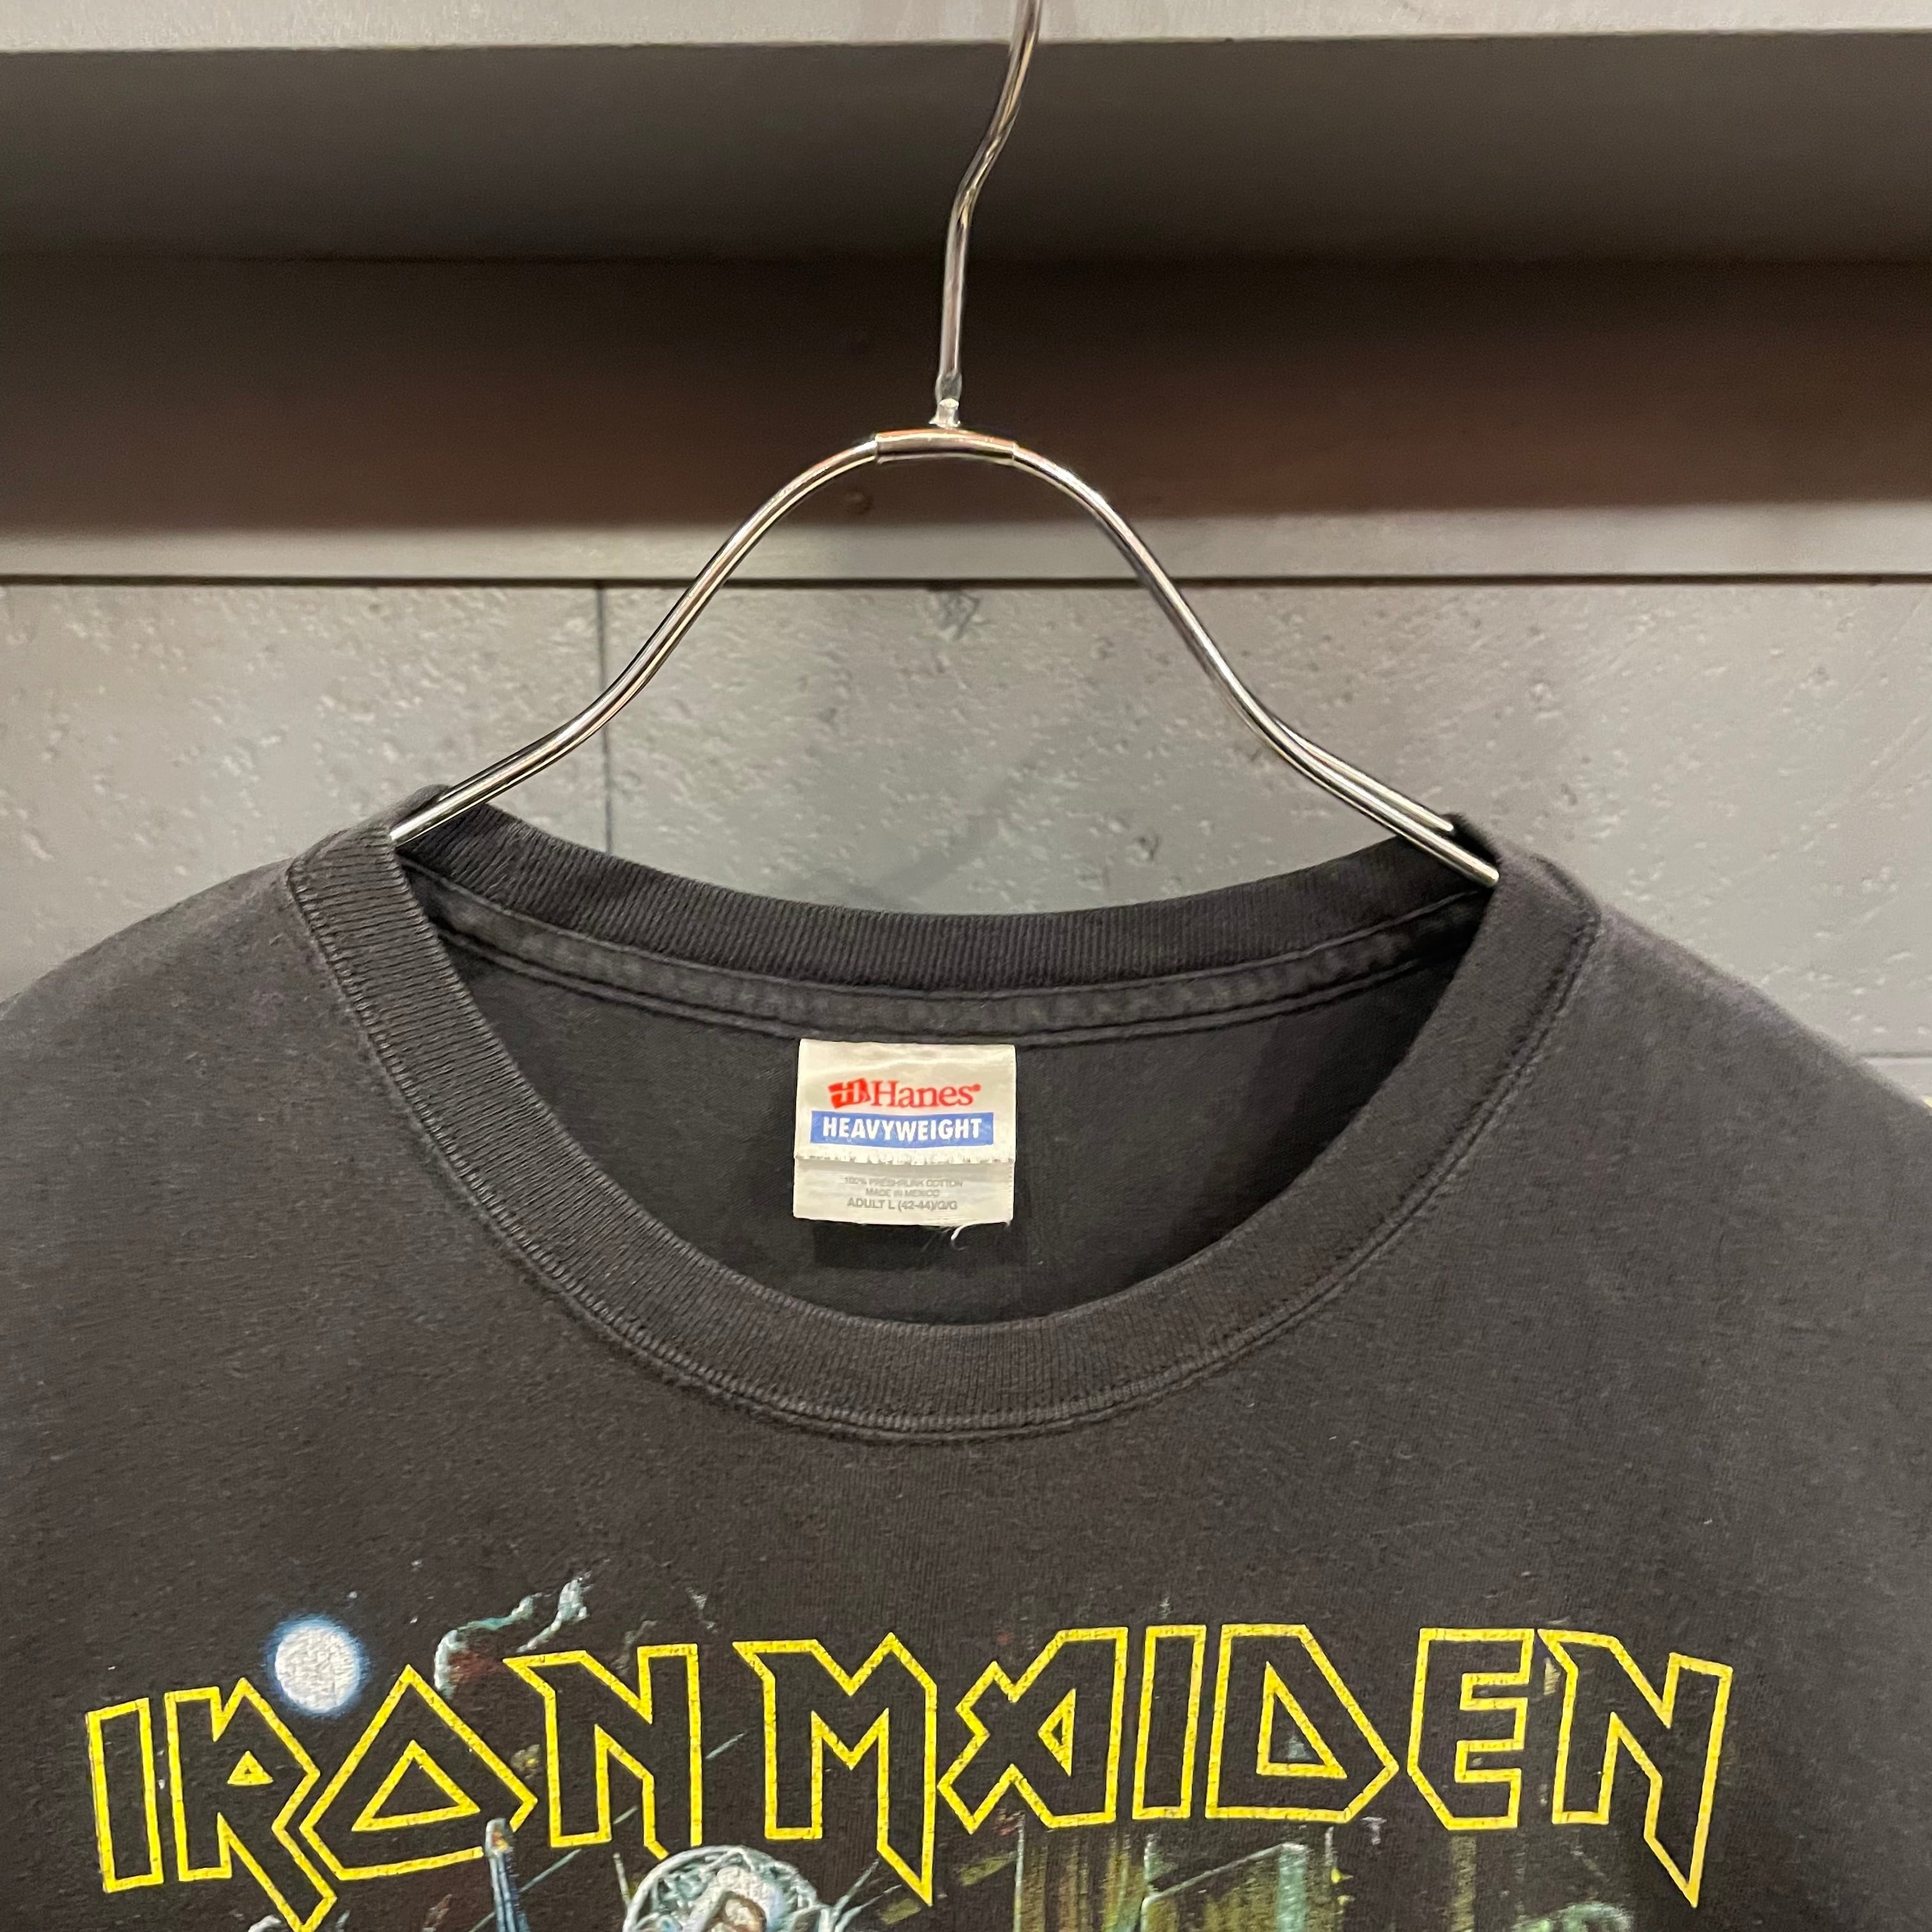 Hanes®
HEAVYWEIGHT
100% PRESHRUNK COTTON
MADE IN MEXICO
ADULT L (42-44)/G/G
IRON MAIDEN